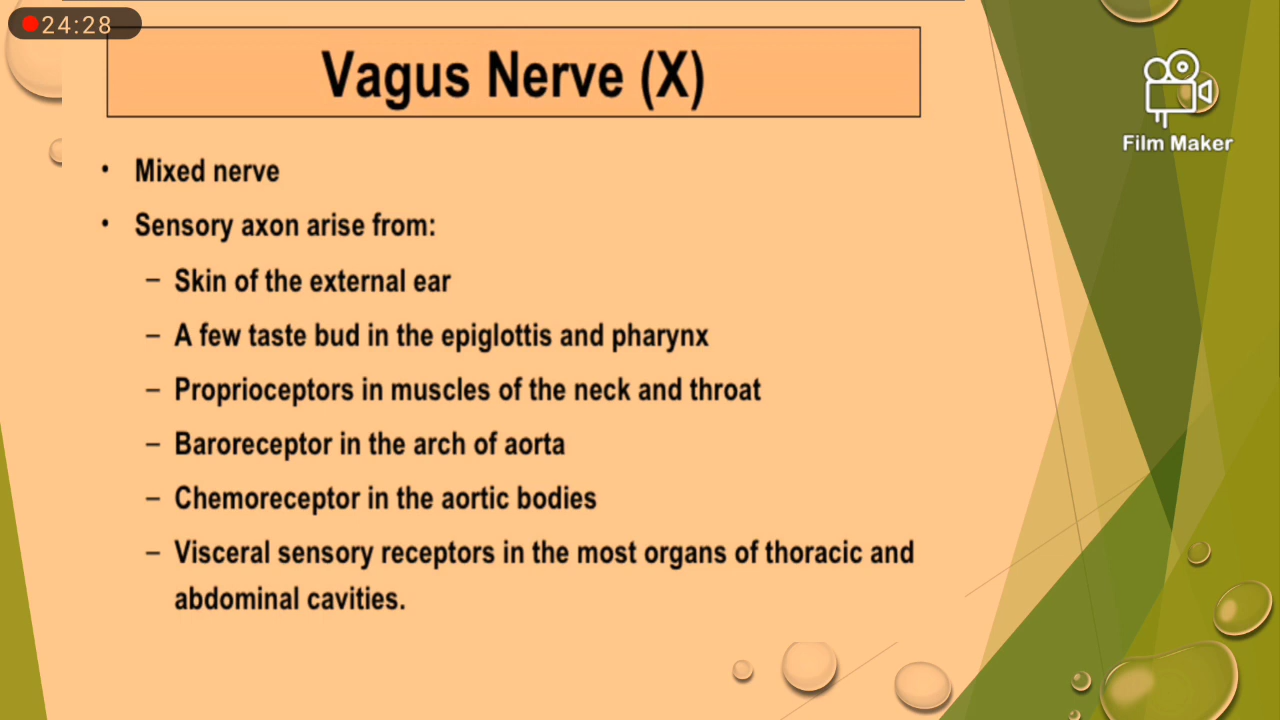 24:28
Vagus Nerve (X)
Film Maker
• Mixed nerve
• Sensory axon arise from:
– Skin of the external ear
– A few taste bud in the epiglottis and pharynx
– Proprioceptors in muscles of the neck and throat
– Baroreceptor in the arch of aorta
– Chemoreceptor in the aortic bodies
– Visceral sensory receptors in the most organs of thoracic and
abdominal cavities.